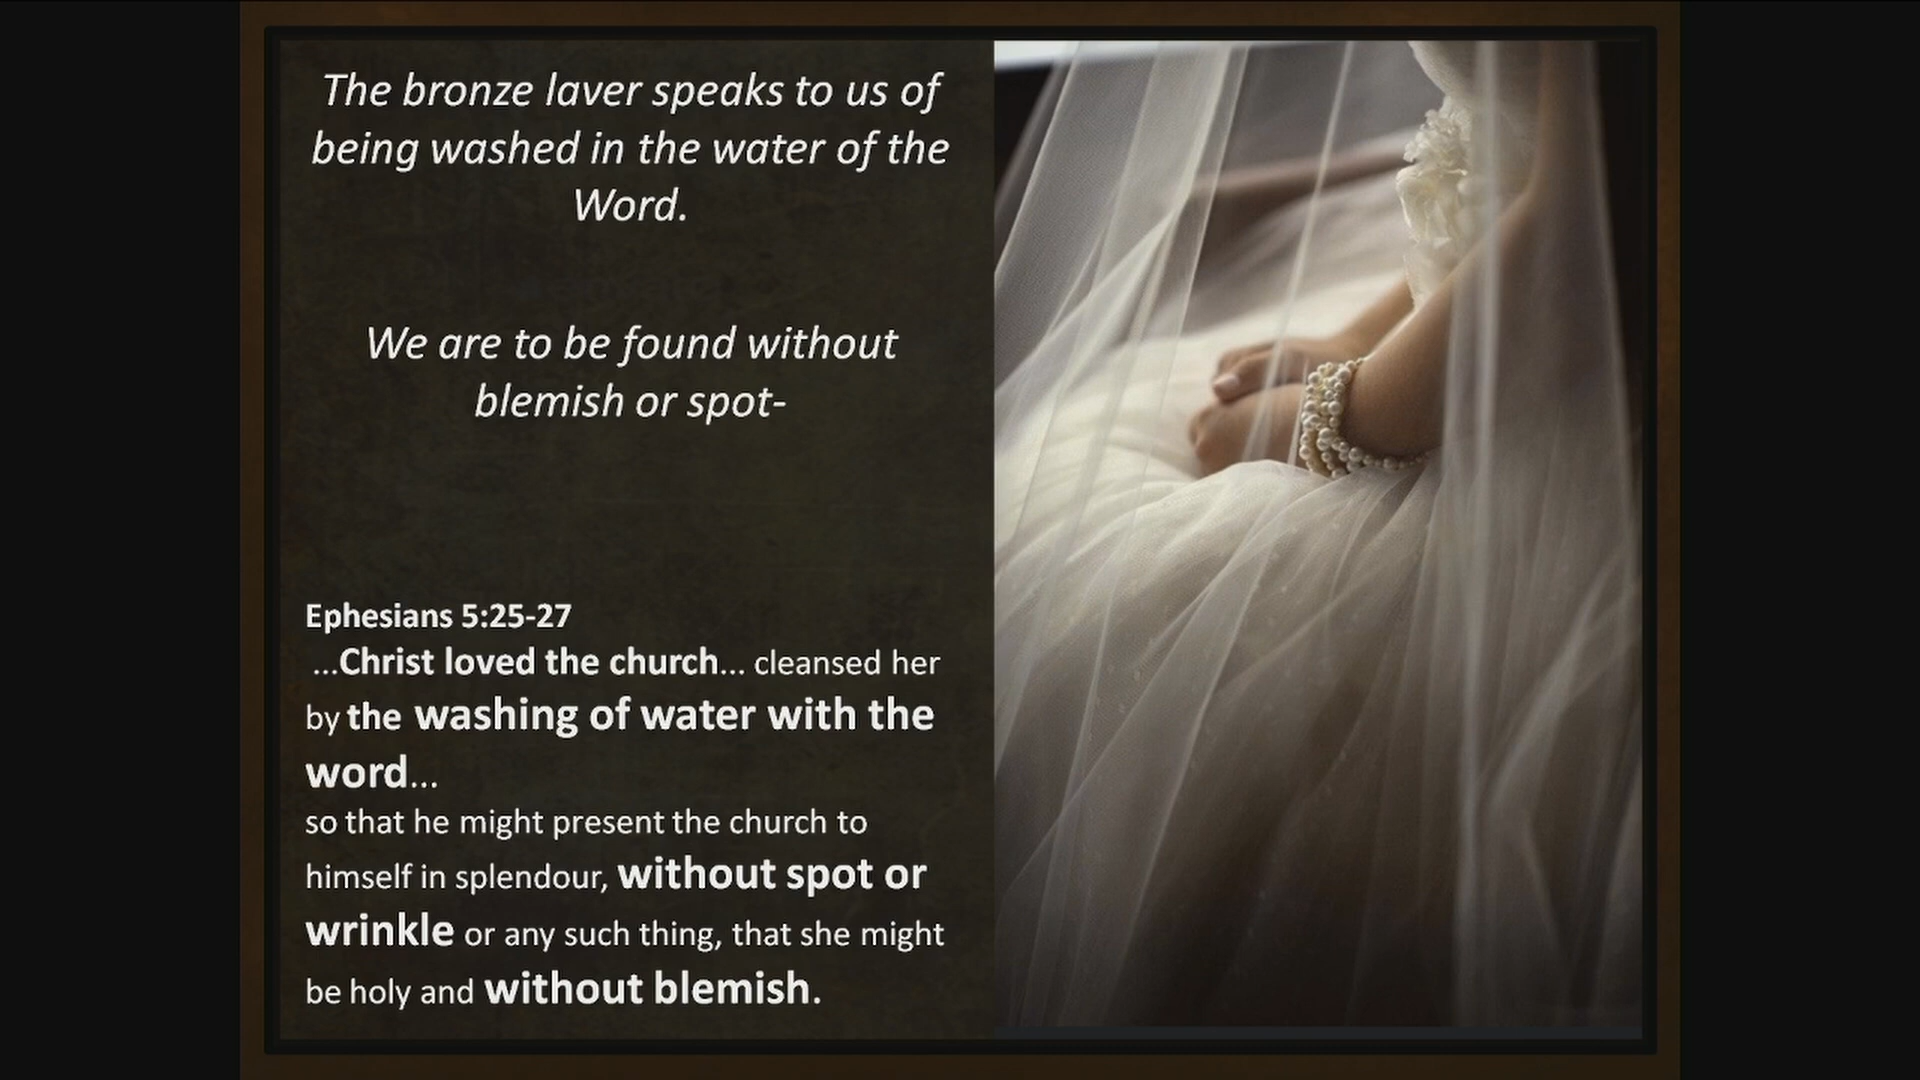 The bronze laver speaks to us of
being washed in the water of the
Word.
We are to be found without
blemish or spot-
Ephesians 5:25-27
...Christ loved the church... cleansed her
by the washing of water with the
word...
so that he might present the church to
himself in splendour, without spot or
wrinkle or any such thing, that she might
be holy and without blemish.